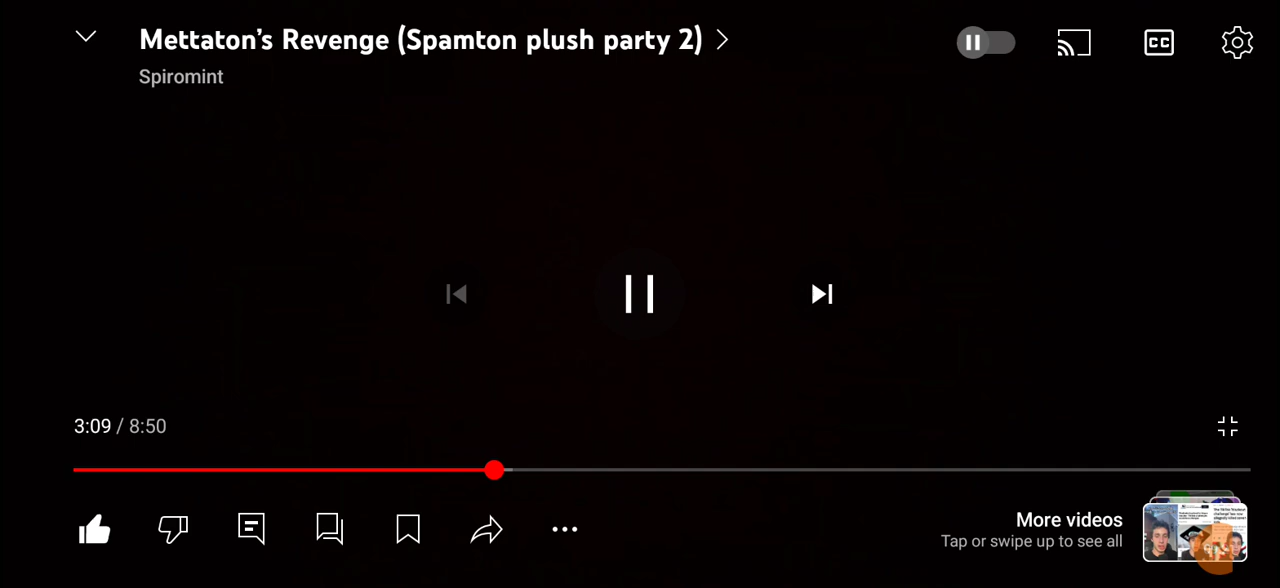 Mettaton’s Revenge (Spamton plush party 2)
Spiromint
CC
3:09 / 8:50
More videos
Tap or swipe up to see all